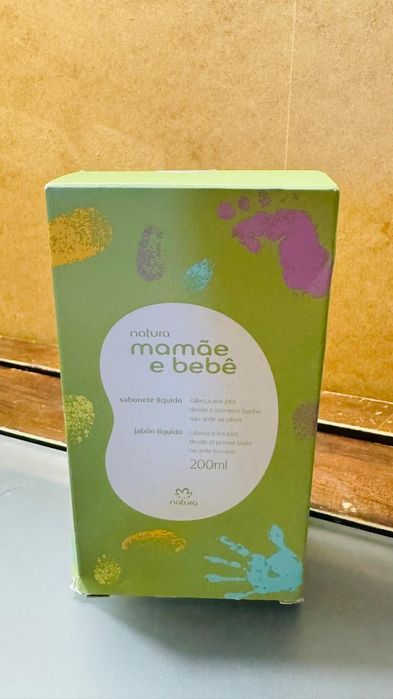 natura
mamãe
e bebê
sabonete líquido
cabeça aos pés
desde o primeiro banho
não arde os olhos
jabón líquido
cabeza a los pies
desde el primer baño
no arde los ojos
200ml
natura